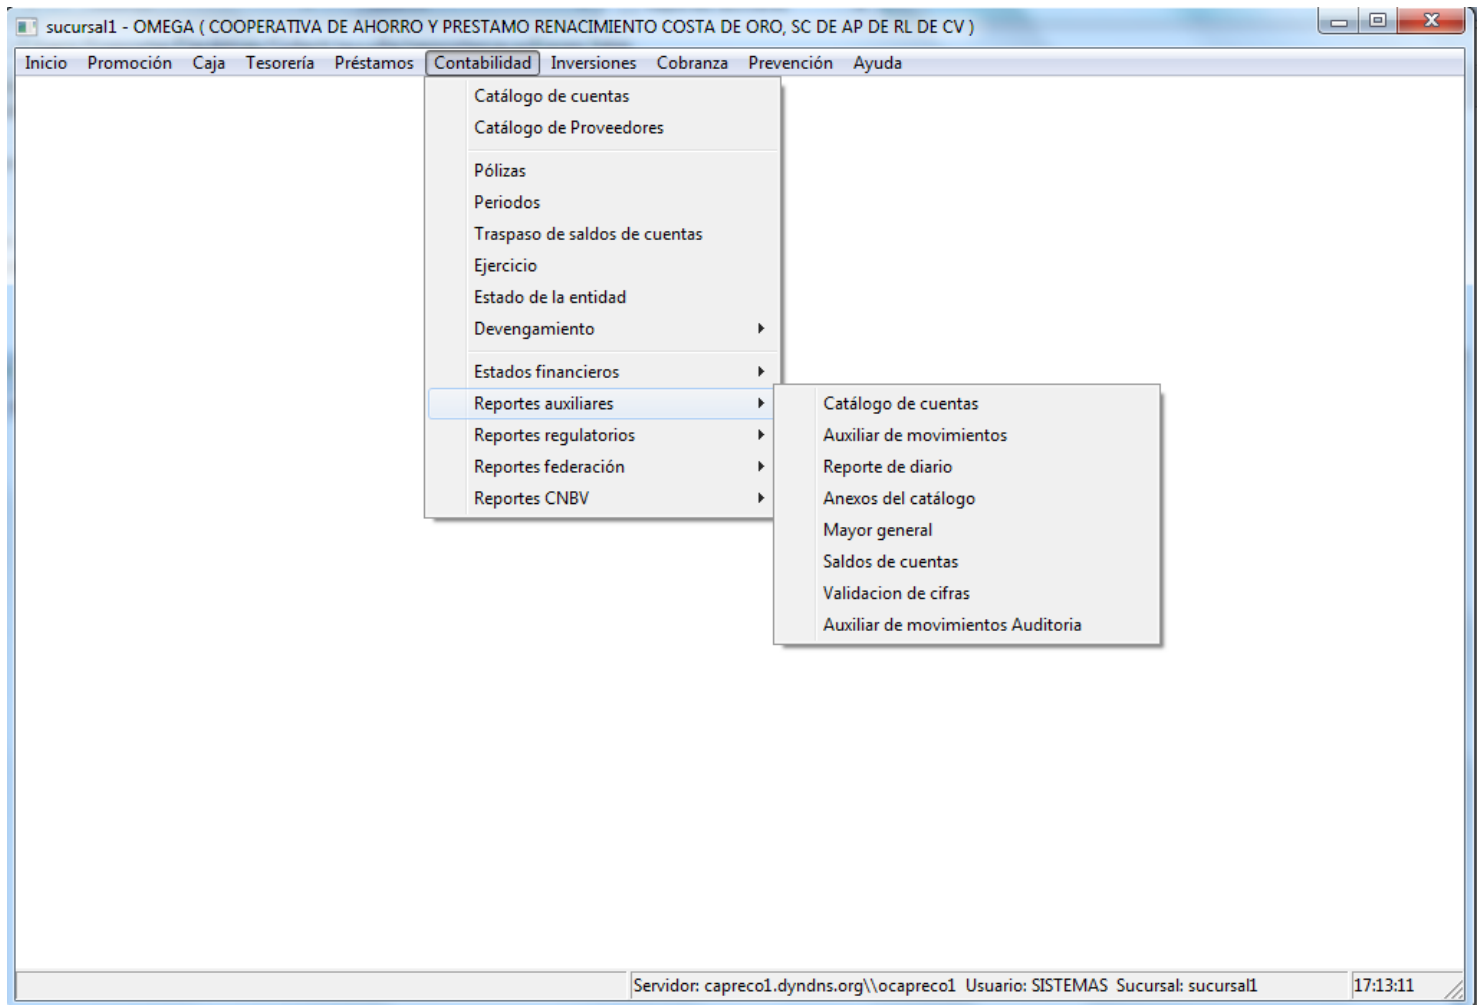 sucursal1 - OMEGA ( COOPERATIVA DE AHORRO Y PRESTAMO RENACIMIENTO COSTA DE ORO, SC DE AP DE RL DE CV )
Inicio Promoción Caja Tesorería Préstamos Contabilidad Inversiones Cobranza Prevención Ayuda
Catálogo de cuentas
Catálogo de Proveedores
Pólizas
Periodos
Traspaso de saldos de cuentas
Ejercicio
Estado de la entidad
Devengamiento
Estados financieros
Reportes auxiliares
Reportes regulatorios
Reportes federación
Reportes CNBV
Catálogo de cuentas
Auxiliar de movimientos
Reporte de diario
Anexos del catálogo
Mayor general
Saldos de cuentas
Validacion de cifras
Auxiliar de movimientos Auditoria
Servidor: capreco1.dyndns.org\\ocapreco1 Usuario: SISTEMAS Sucursal: sucursal1 17:13:11